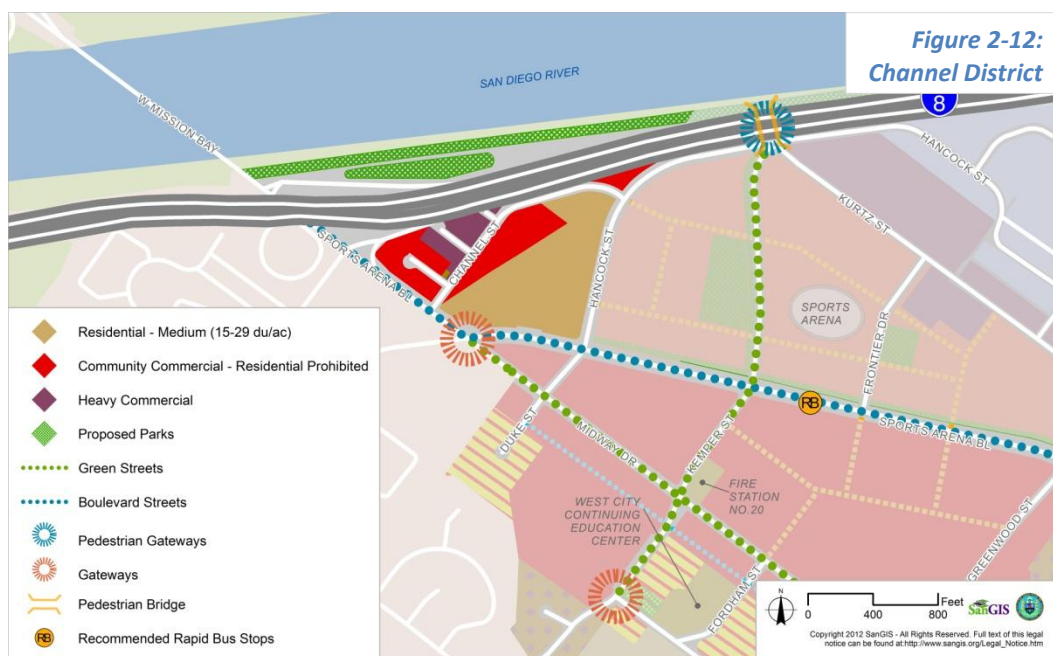 Figure 2-12:
Channel District
SAN DIEGO RIVER
8
W MISSION BAY
HANCOCK ST
KURTZ ST
SPORTS ARENA BL
CHANNEL ST
HANCOCK ST
SPORTS
ARENA
FRONTIER DR
RB
SPORTS ARENA BL
DUKE ST
MIDWAY DR
KEMPER ST
FIRE
STATION
NO.20
WEST CITY
CONTINUING
EDUCATION
CENTER
FORDHAM ST
GREENWOOD ST
Residential - Medium (15-29 du/ac)
Community Commercial - Residential Prohibited
Heavy Commercial
Proposed Parks
Green Streets
Boulevard Streets
Pedestrian Gateways
Gateways
Pedestrian Bridge
RB Recommended Rapid Bus Stops
N
Feet
0 400 800
SanGIS
Copyright 2012 SanGIS - All Rights Reserved. Full text of this legal
notice can be found at:http://www.sangis.org/Legal_Notice.htm